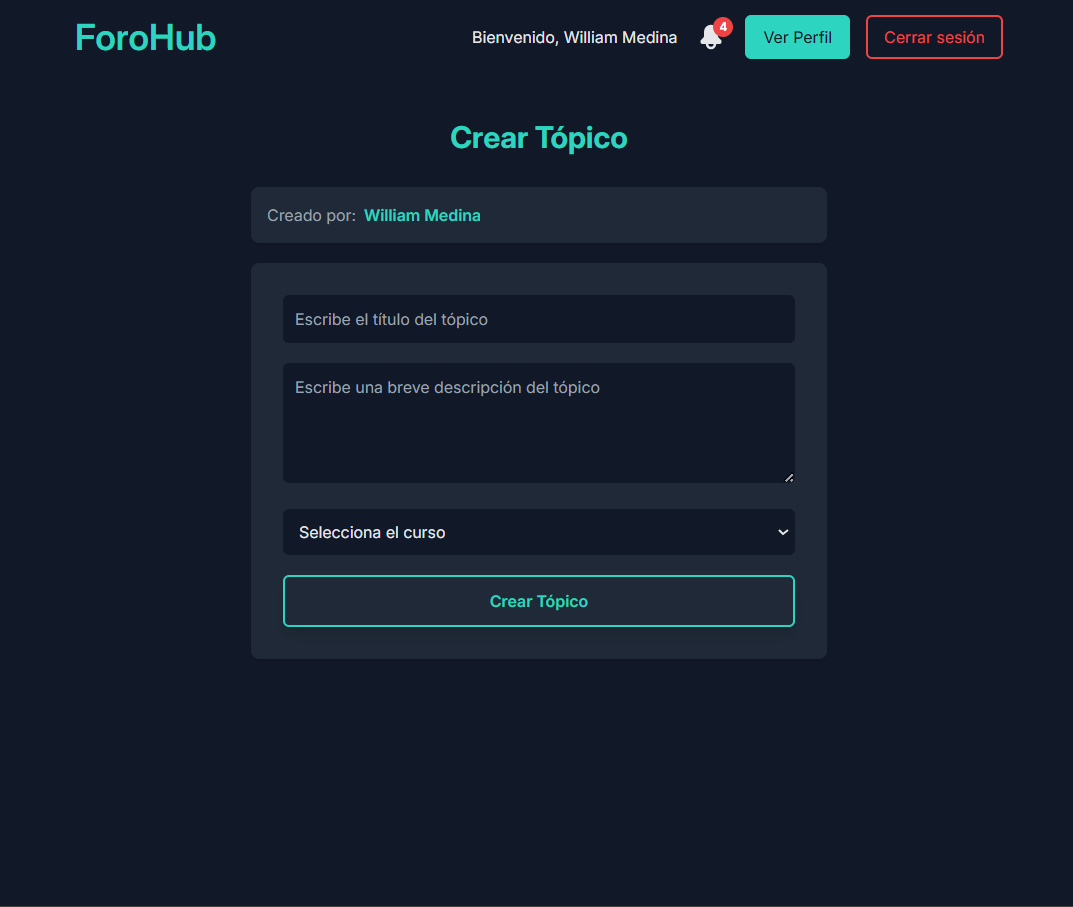 ForoHub
Bienvenido, William Medina
4
Ver Perfil
Cerrar sesión
Crear Tópico
Creado por: William Medina
Escribe el título del tópico
Escribe una breve descripción del tópico
Selecciona el curso
Crear Tópico